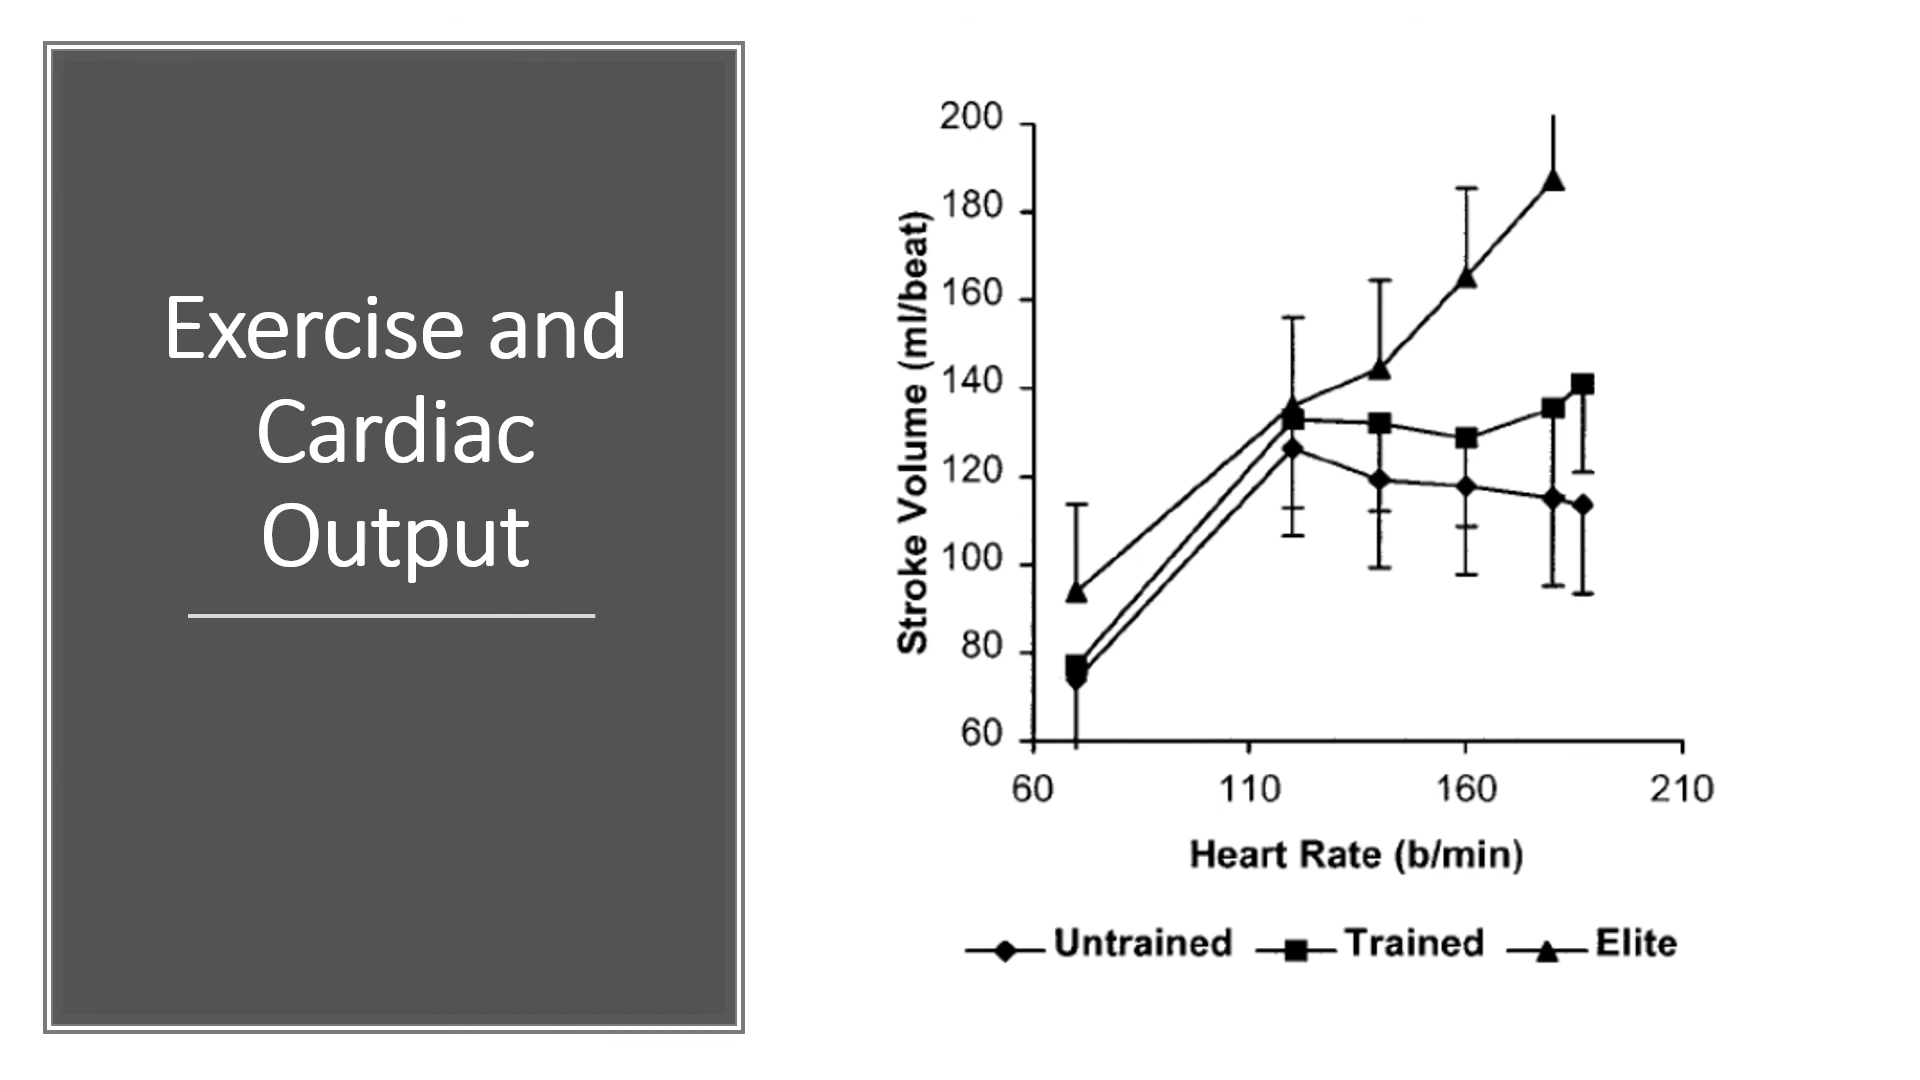 Exercise and
Cardiac
Output
Stroke Volume (ml/beat)
200
180
160
140
120
100
80
60
60 110 160 210
Heart Rate (b/min)
Untrained Trained Elite